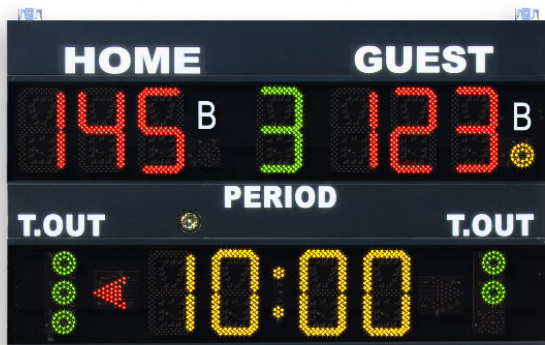 HOME GUEST
145 B 3 123 B
PERIOD
T.OUT T.OUT
10:00